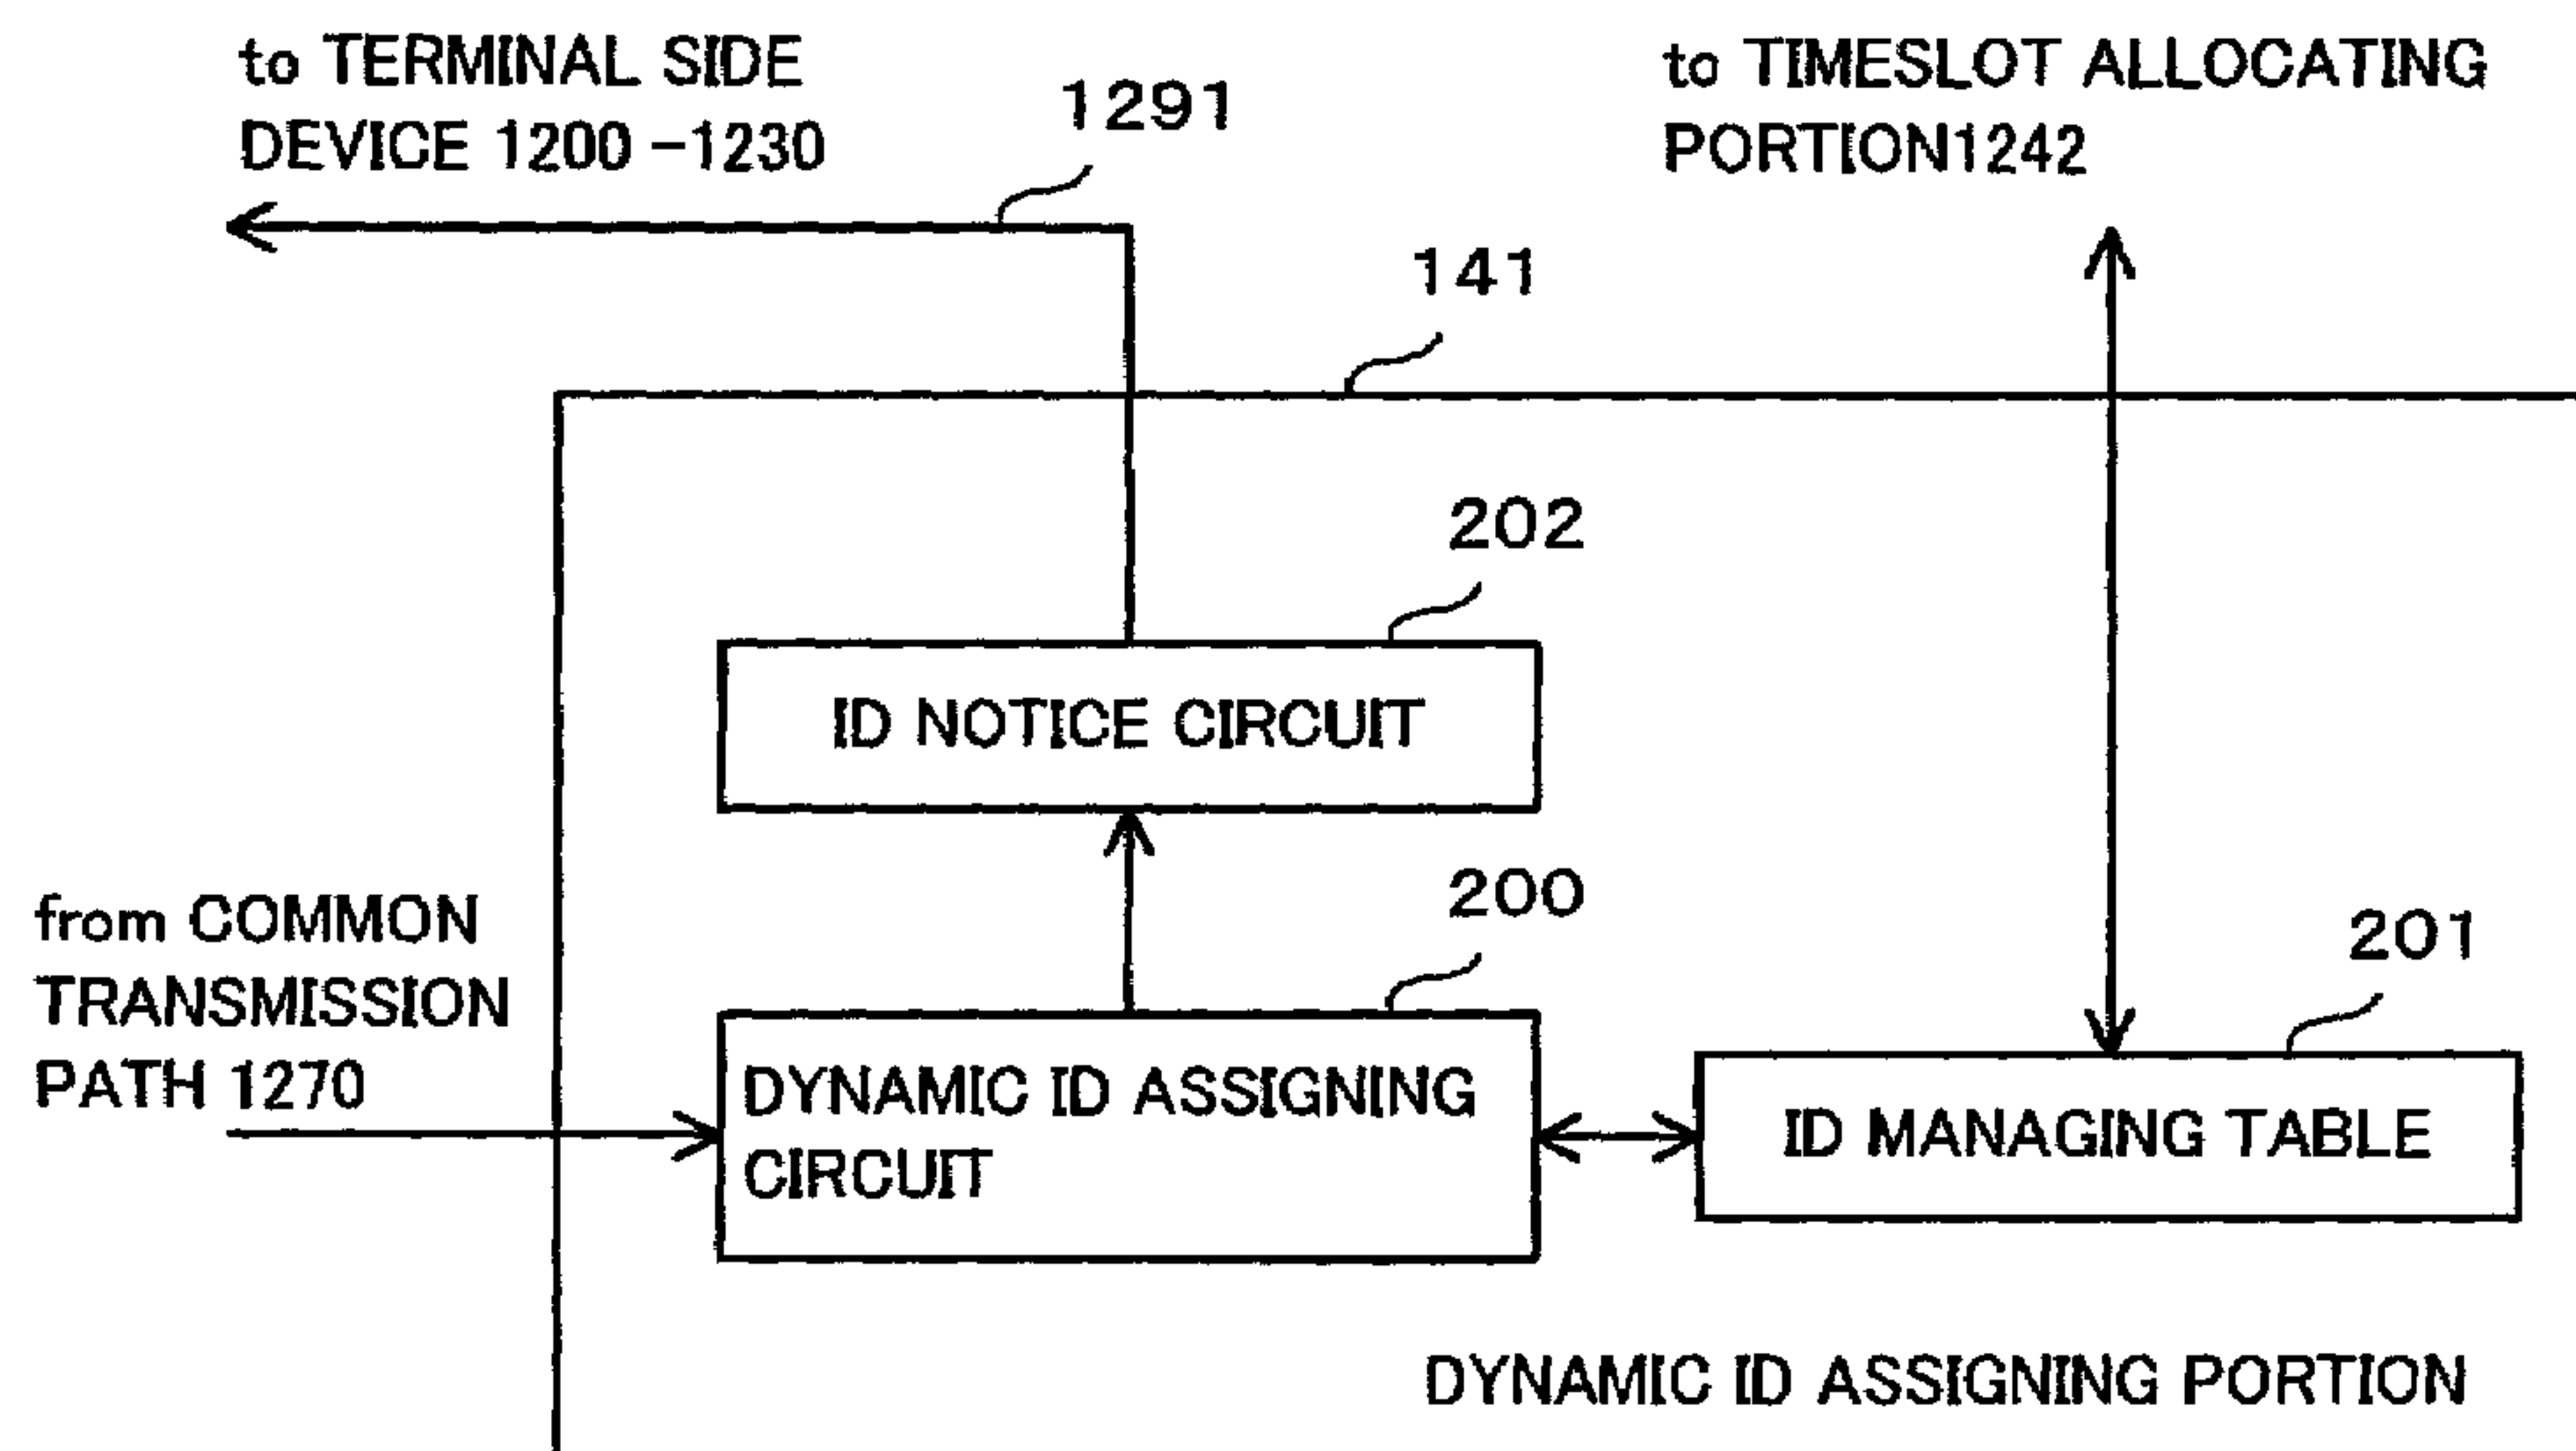 to TERMINAL SIDE
DEVICE 1200 -1230
1291
to TIMESLOT ALLOCATING
PORTION1242
141
202
ID NOTICE CIRCUIT
from COMMON
TRANSMISSION
PATH 1270
200
DYNAMIC ID ASSIGNING
CIRCUIT
201
ID MANAGING TABLE
DYNAMIC ID ASSIGNING PORTION